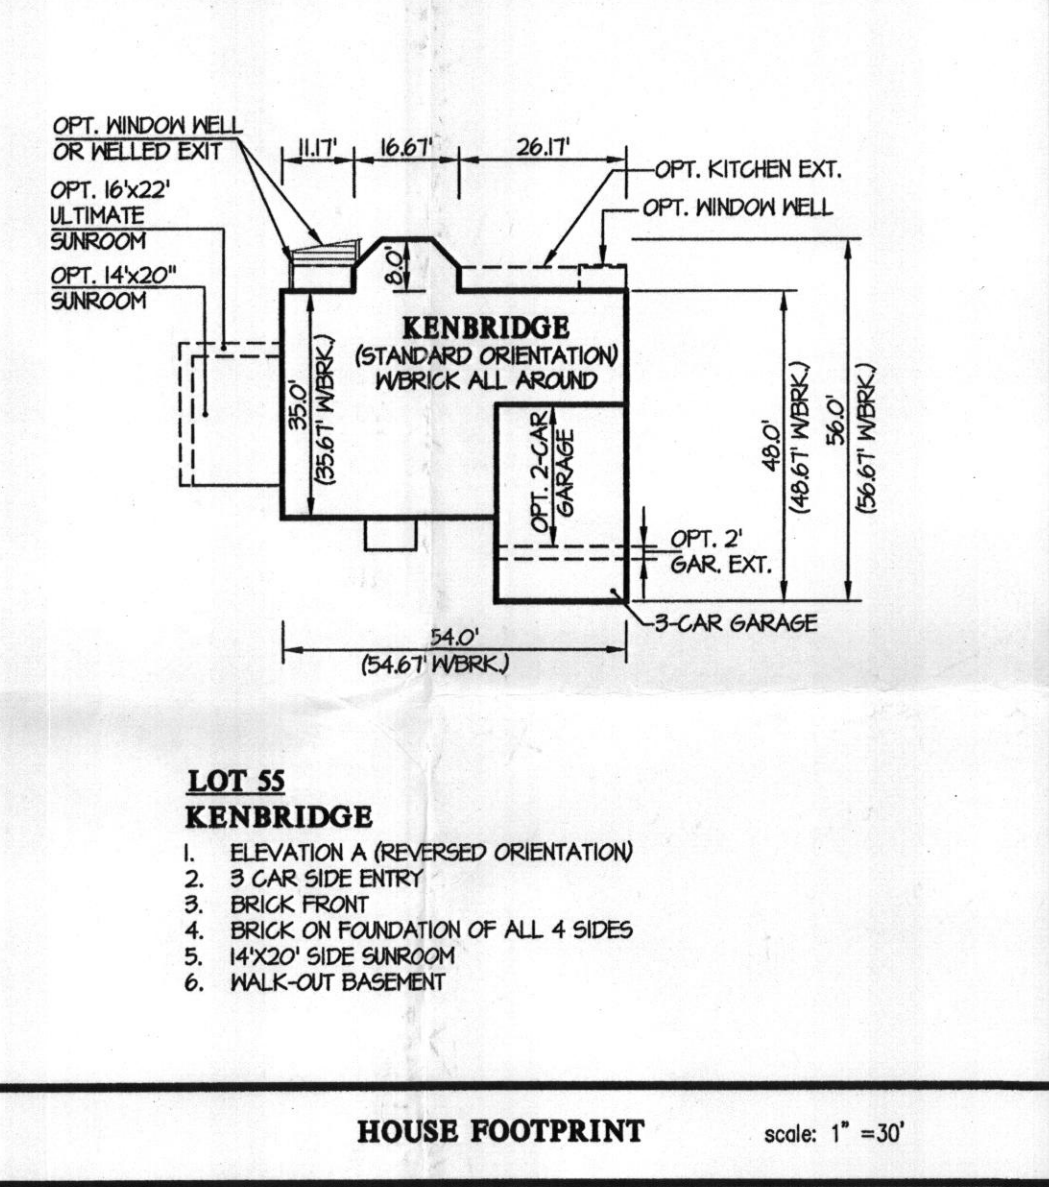 OPT. WINDOW WELL
OR WELLED EXIT
11.17'
16.67'
26.17'
OPT. KITCHEN EXT.
OPT. WINDOW WELL
OPT. 16'x22'
ULTIMATE
SUNROOM
OPT. 14'x20"
SUNROOM
8.0'
KENBRIDGE
(STANDARD ORIENTATION)
W/BRICK ALL AROUND
35.0'
(35.67' W/BRK.)
OPT. 2-CAR
GARAGE
48.0'
(48.67' W/BRK.)
56.0'
(56.67' W/BRK.)
OPT. 2'
GAR. EXT.
3-CAR GARAGE
54.0'
(54.67' W/BRK.)
LOT 55
KENBRIDGE
1. ELEVATION A (REVERSED ORIENTATION)
2. 3 CAR SIDE ENTRY
3. BRICK FRONT
4. BRICK ON FOUNDATION OF ALL 4 SIDES
5. 14'X20' SIDE SUNROOM
6. WALK-OUT BASEMENT
HOUSE FOOTPRINT scale: 1" =30'